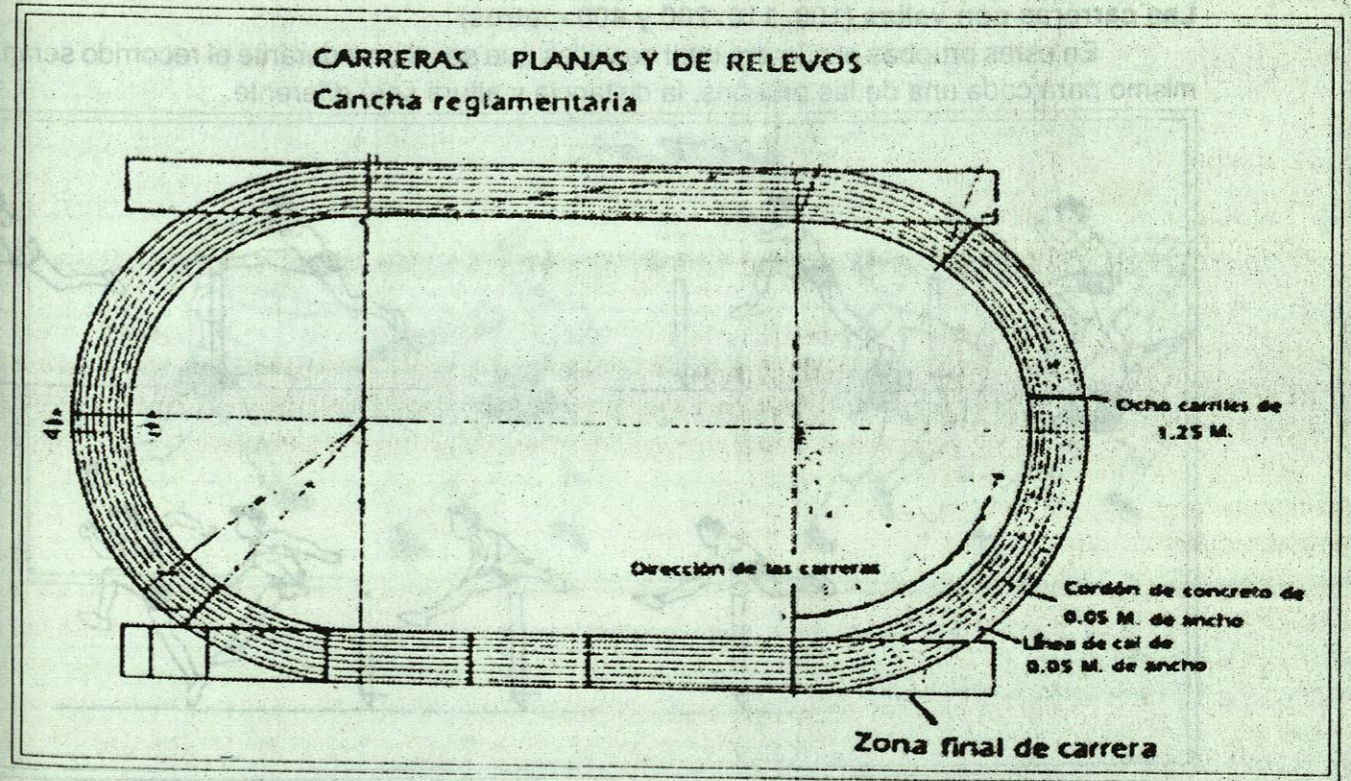 CARRERAS PLANAS Y DE RELEVOS
Cancha reglamentaria
Ocho carriles de
1.25 M.
Dirección de las carreras
Cordón de concreto de
0.05 M. de ancho
Línea de cal de
0.05 M. de ancho
Zona final de carrera